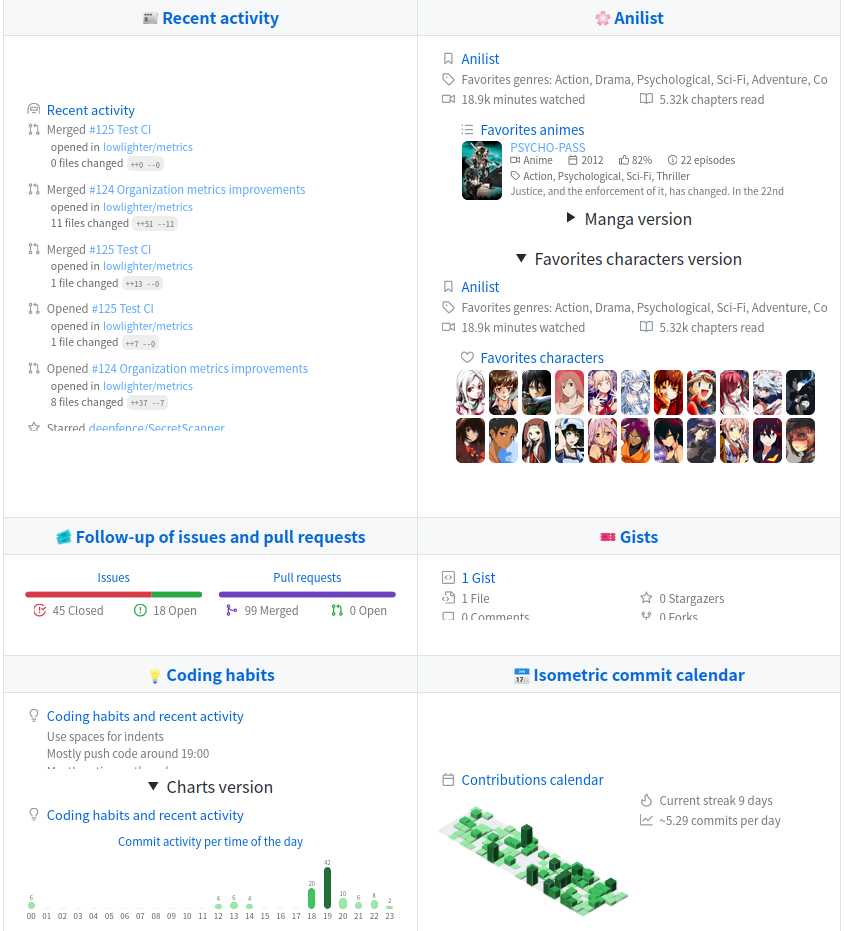 Recent activity
Recent activity
Merged #125 Test CI
opened in lowlighter/metrics
0 files changed ++0 --0
Merged #124 Organization metrics improvements
opened in lowlighter/metrics
11 files changed ++51 --11
Merged #125 Test CI
opened in lowlighter/metrics
1 file changed ++13 --0
Opened #125 Test CI
opened in lowlighter/metrics
1 file changed ++7 --0
Opened #124 Organization metrics improvements
opened in lowlighter/metrics
8 files changed ++37 --7
Starred deepfence/SecretScanner
Anilist
Anilist
Favorites genres: Action, Drama, Psychological, Sci-Fi, Adventure, Co
18.9k minutes watched 5.32k chapters read
Favorites animes
PSYCHO-PASS
Anime 2012 82% 22 episodes
Action, Psychological, Sci-Fi, Thriller
Justice, and the enforcement of it, has changed. In the 22nd
Manga version
Favorites characters version
Anilist
Favorites genres: Action, Drama, Psychological, Sci-Fi, Adventure, Co
18.9k minutes watched 5.32k chapters read
Favorites characters
Follow-up of issues and pull requests
Issues Pull requests
45 Closed 18 Open 99 Merged 0 Open
Gists
1 Gist
1 File 0 Stargazers
0 Comments 0 Forks
Coding habits
Coding habits and recent activity
Use spaces for indents
Mostly push code around 19:00
Charts version
Coding habits and recent activity
Commit activity per time of the day
6 4 6 4 20 42 10 6 8 2
00 01 02 03 04 05 06 07 08 09 10 11 12 13 14 15 16 17 18 19 20 21 22 23
17
Isometric commit calendar
Contributions calendar
Current streak 9 days
~5.29 commits per day